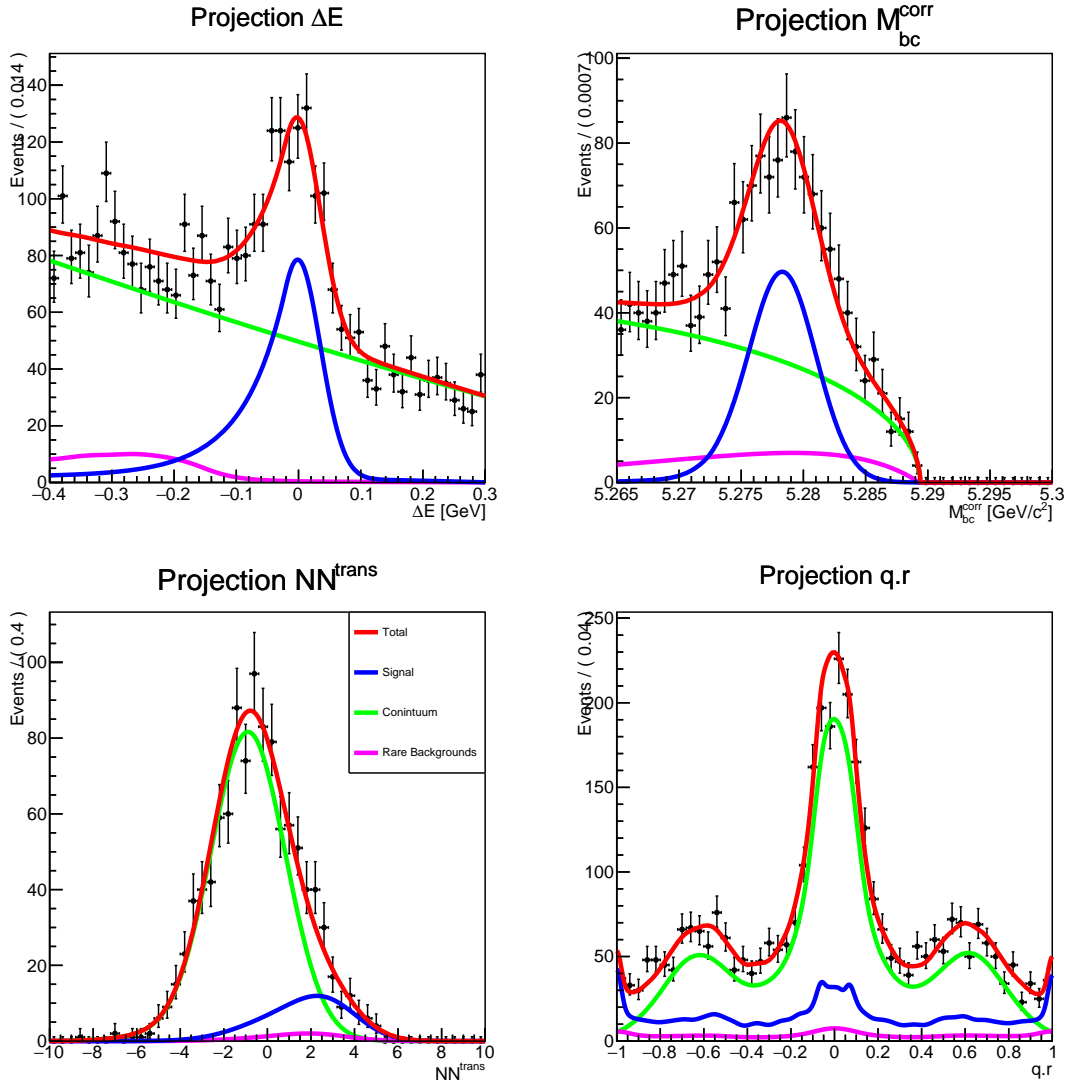 Projection ΔE
Events / ( 0.014 )
140
120
100
80
60
40
20
0
−0.4 −0.3 −0.2 −0.1 0 0.1 0.2 0.3
ΔE [GeV]
Projection M_bc^corr
Events / ( 0.0007 )
100
80
60
40
20
0
5.265 5.27 5.275 5.28 5.285 5.29 5.295 5.3
M_bc^corr [GeV/c²]
Projection NN^trans
Events / ( 0.4 )
100
80
60
40
20
0
−10 −8 −6 −4 −2 0 2 4 6 8 10
NN^trans
Total
Signal
Conintuum
Rare Backgrounds
Projection q.r
Events / ( 0.04 )
250
200
150
100
50
0
−1 −0.8 −0.6 −0.4 −0.2 0 0.2 0.4 0.6 0.8 1
q.r